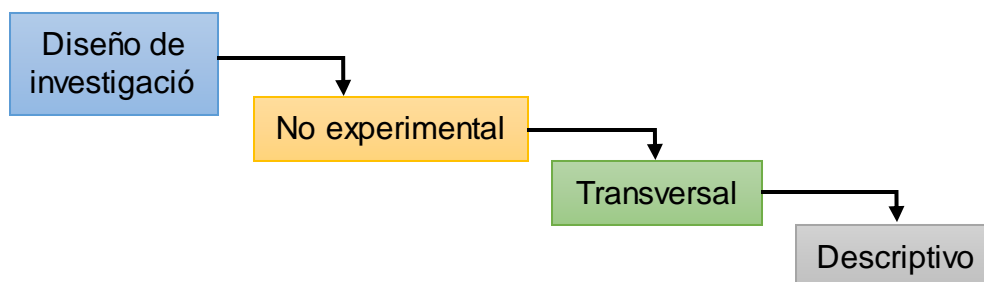 Diseño de
investigació
No experimental
Transversal
Descriptivo